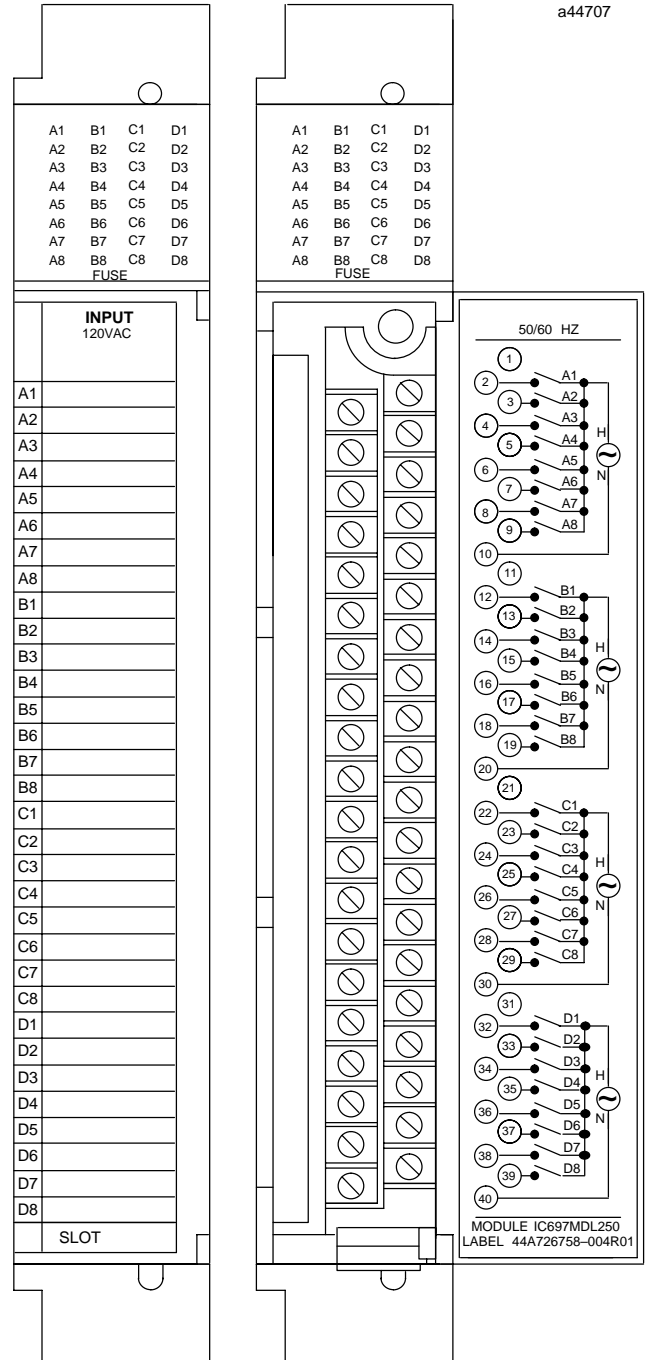 a44707
A1 B1 C1 D1
A2 B2 C2 D2
A3 B3 C3 D3
A4 B4 C4 D4
A5 B5 C5 D5
A6 B6 C6 D6
A7 B7 C7 D7
A8 B8 C8 D8
FUSE
A1 B1 C1 D1
A2 B2 C2 D2
A3 B3 C3 D3
A4 B4 C4 D4
A5 B5 C5 D5
A6 B6 C6 D6
A7 B7 C7 D7
A8 B8 C8 D8
FUSE
INPUT
120VAC
A1
A2
A3
A4
A5
A6
A7
A8
B1
B2
B3
B4
B5
B6
B7
B8
C1
C2
C3
C4
C5
C6
C7
C8
D1
D2
D3
D4
D5
D6
D7
D8
SLOT
50/60 HZ
1
2 A1
3 A2
4 A3
H
5 A4
6 A5
N
7 A6
8 A7
9 A8
10
11
12 B1
13 B2
14 B3
H
15 B4
16 B5
N
17 B6
18 B7
19 B8
20
21
22 C1
23 C2
24 C3
H
25 C4
26 C5
N
27 C6
28 C7
29 C8
30
31
32 D1
33 D2
34 D3
H
35 D4
36 D5
N
37 D6
38 D7
39 D8
40
MODULE IC697MDL250
LABEL 44A726758–004R01